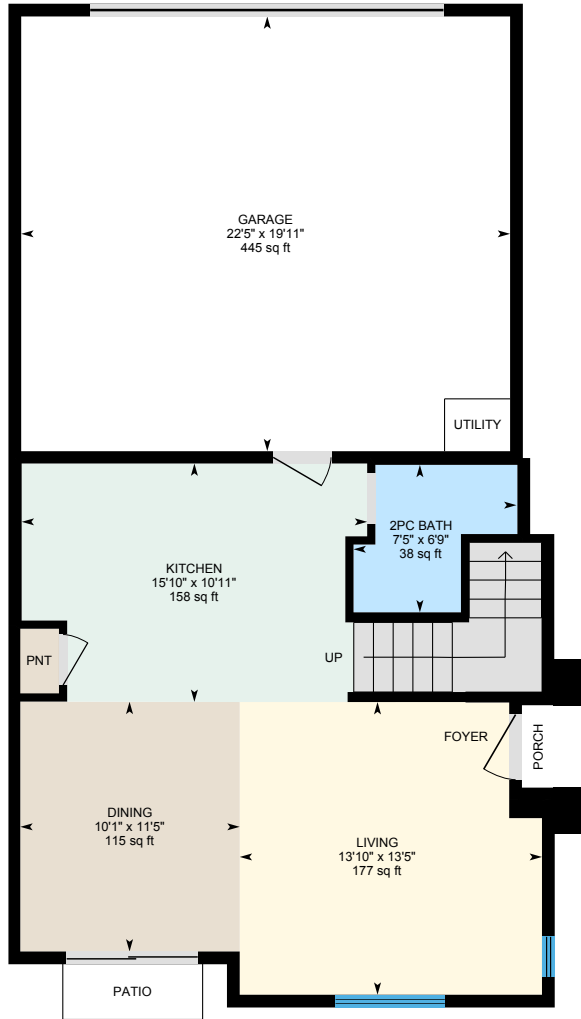 GARAGE
22'5" x 19'11"
445 sq ft
UTILITY
2PC BATH
7'5" x 6'9"
38 sq ft
KITCHEN
15'10" x 10'11"
158 sq ft
PNT
UP
FOYER
PORCH
DINING
10'1" x 11'5"
115 sq ft
LIVING
13'10" x 13'5"
177 sq ft
PATIO